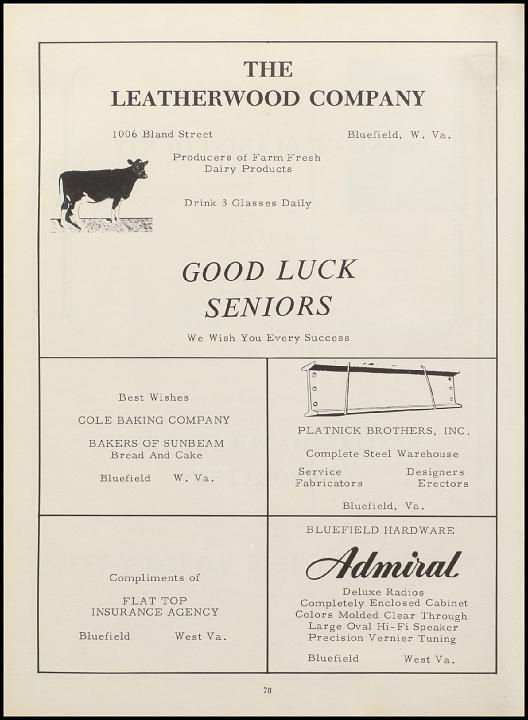 THE
LEATHERWOOD COMPANY
1006 Bland Street Bluefield, W. Va.
Producers of Farm Fresh
Dairy Products
Drink 3 Glasses Daily
GOOD LUCK
SENIORS
We Wish You Every Success
Best Wishes
COLE BAKING COMPANY
BAKERS OF SUNBEAM
Bread And Cake
Bluefield W. Va.
PLATNICK BROTHERS, INC.
Complete Steel Warehouse
Service Designers
Fabricators Erectors
Bluefield, Va.
Compliments of
FLAT TOP
INSURANCE AGENCY
Bluefield West Va.
BLUEFIELD HARDWARE
Admiral
Deluxe Radios
Completely Enclosed Cabinet
Colors Molded Clear Through
Large Oval Hi-Fi Speaker
Precision Vernier Tuning
Bluefield West Va.
78